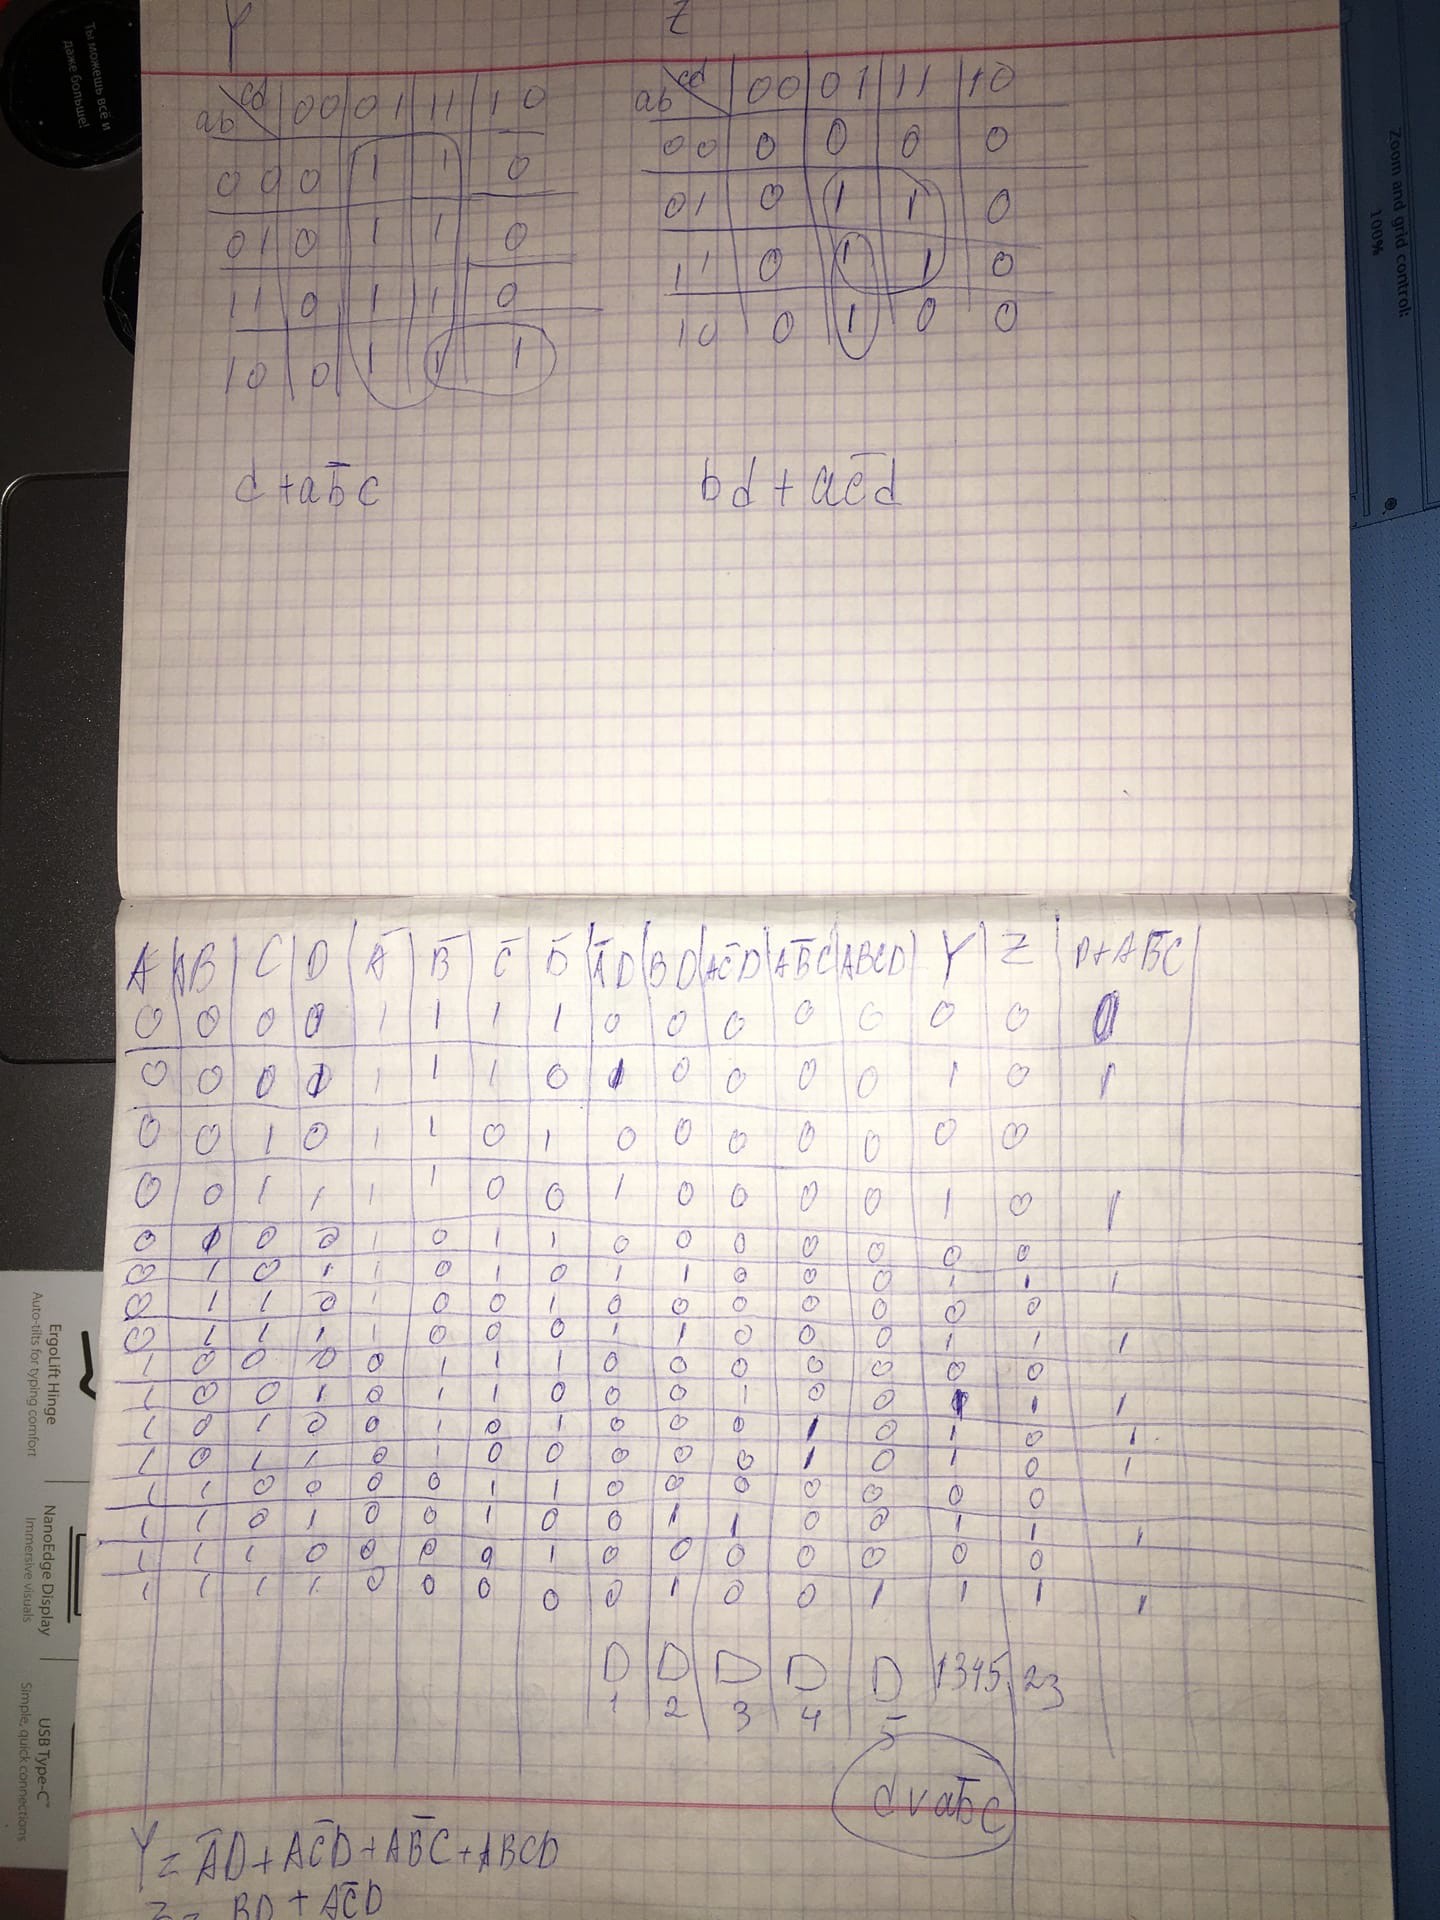 Y Z
ab cd 00 01 11 10
00 0 1 1 0
01 0 1 1 0
11 0 1 1 0
10 0 1 1 1
d + ab̅c
ab cd 00 01 11 10
00 0 0 0 0
01 0 1 1 0
11 0 1 1 0
10 0 1 0 0
bd + ac̅d
A B C D A̅ B̅ C̅ D̅ A̅D BD AC̅D AB̅C ABCD Y Z D+AB̅C
0 0 0 0 1 1 1 1 0 0 0 0 0 0 0 0
0 0 0 1 1 1 1 0 1 0 0 0 0 1 0 1
0 0 1 0 1 1 0 1 0 0 0 0 0 0 0
0 0 1 1 1 1 0 0 1 0 0 0 0 1 0 1
0 1 0 0 1 0 1 1 0 0 0 0 0 0 0
0 1 0 1 1 0 1 0 1 1 0 0 0 1 1 1
0 1 1 0 1 0 0 1 0 0 0 0 0 0 0
0 1 1 1 1 0 0 0 1 1 0 0 0 1 1 1
1 0 0 0 0 1 1 1 0 0 0 0 0 0 0
1 0 0 1 0 1 1 0 0 0 1 0 0 1 1 1
1 0 1 0 0 1 0 1 0 0 0 1 0 1 0 1
1 0 1 1 0 1 0 0 0 0 0 1 0 1 0 1
1 1 0 0 0 0 1 1 0 0 0 0 0 0 0
1 1 0 1 0 0 1 0 0 1 1 0 0 1 1 1
1 1 1 0 0 0 0 1 0 0 0 0 0 0 0
1 1 1 1 0 0 0 0 0 1 0 0 1 1 1 1
D D D D D 1345 23
1 2 3 4 5
d v ab̅c
Y = A̅D + AC̅D + AB̅C + ABCD
Z = BD + AC̅D
Ты можешь всё и
даже больше!
Zoom and grid control:
100%
ErgoLift Hinge
Auto-tilts for typing comfort
NanoEdge Display
Immersive visuals
USB Type-C™
Simple, quick connections